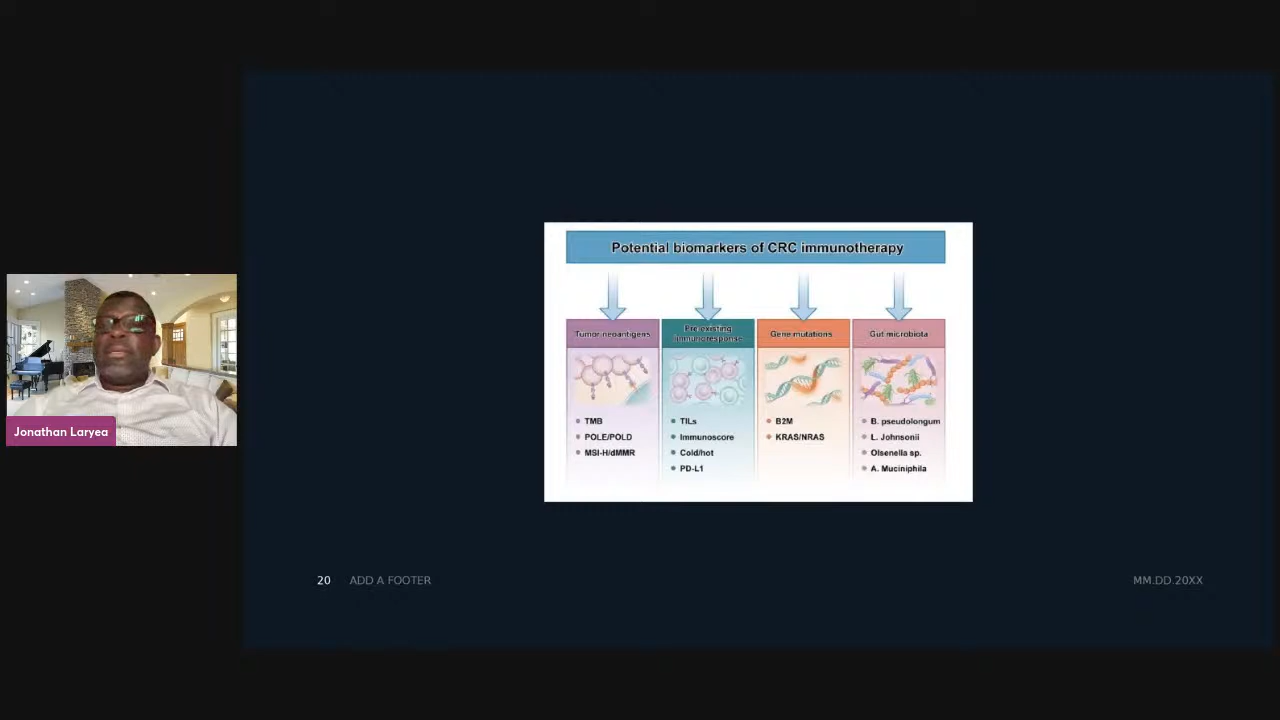 Potential biomarkers of CRC immunotherapy
Tumor neoantigens
TMB
POLE/POLD
MSI-H/dMMR
Pre-existing
immunoresponse
TILs
Immunoscore
Cold/hot
PD-L1
Gene mutations
B2M
KRAS/NRAS
Gut microbiota
B. pseudolongum
L. Johnsonii
Olsenella sp.
A. Muciniphila
Jonathan Laryea
20 ADD A FOOTER
MM.DD.20XX